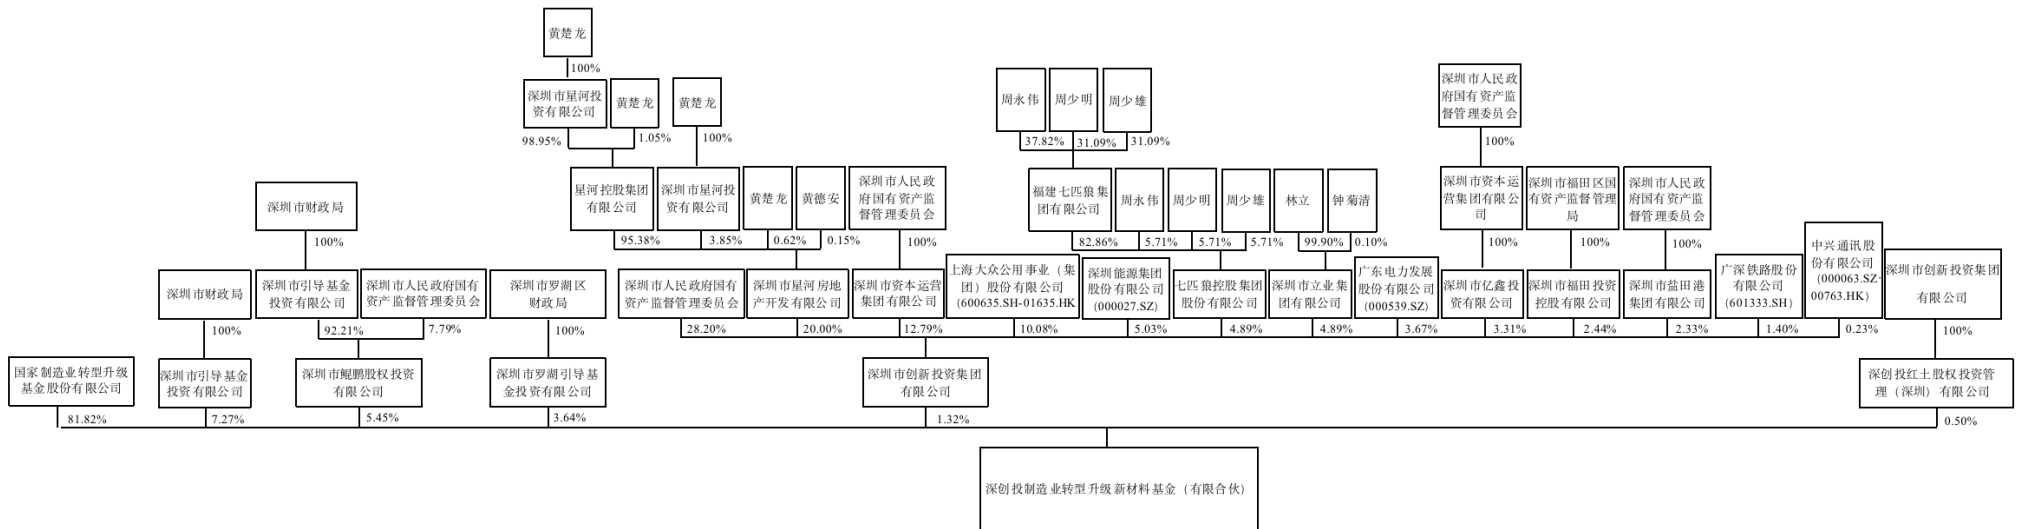 黄楚龙
100%
深圳市星河投
资有限公司
黄楚龙
黄楚龙
98.95%
1.05%
100%
周永伟
周少明
周少雄
37.82%
31.09%
31.09%
深圳市人民政
府国有资产监
督管理委员会
100%
深圳市财政局
100%
星河控股集团
有限公司
深圳市星河投
资有限公司
黄楚龙
黄德安
深圳市人民政
府国有资产监
督管理委员会
95.38%
3.85%
0.62%
0.15%
100%
福建七匹狼集
团有限公司
周永伟
周少明
周少雄
林立
钟菊清
82.86%
5.71%
5.71%
5.71%
99.90%
0.10%
深圳市资本运
营集团有限公
司
深圳市福田区国
有资产监督管理
局
深圳市人民政
府国有资产监
督管理委员会
100%
100%
100%
深圳市财政局
100%
深圳市引导基金
投资有限公司
深圳市人民政府国有
资产监督管理委员会
92.21%
7.79%
深圳市罗湖区
财政局
100%
深圳市人民政府国有
资产监督管理委员会
28.20%
深圳市星河房地
产开发有限公司
20.00%
深圳市资本运营
集团有限公司
12.79%
上海大众公用事业（集
团）股份有限公司
(600635.SH-01635.HK
10.08%
深圳能源集团
股份有限公司
(000027.SZ)
5.03%
七匹狼控股集团
股份有限公司
4.89%
深圳市立业集
团有限公司
4.89%
广东电力发展
股份有限公司
(000539.SZ)
3.67%
深圳市亿鑫投
资有限公司
3.31%
深圳市福田投资
控股有限公司
2.44%
深圳市盐田港
集团有限公司
2.33%
广深铁路股份
有限公司
(601333.SH)
1.40%
中兴通讯股
份有限公司
(000063.SZ-
00763.HK)
0.23%
深圳市创新投资集团
有限公司
100%
国家制造业转型升级
基金股份有限公司
81.82%
深圳市引导基金
投资有限公司
7.27%
深圳市鲲鹏股权投资
有限公司
5.45%
深圳市罗湖引导基
金投资有限公司
3.64%
深圳市创新投资集团
有限公司
1.32%
深创投红土股权投资管
理（深圳）有限公司
0.50%
深创投制造业转型升级新材料基金（有限合伙）